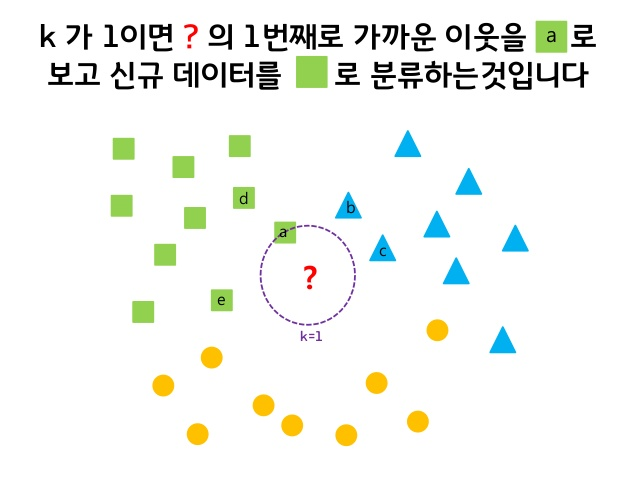 k 가 1이면 ? 의 1번째로 가까운 이웃을 a 로
보고 신규 데이터를 로 분류하는것입니다
d
b
a
c
?
e
k=1